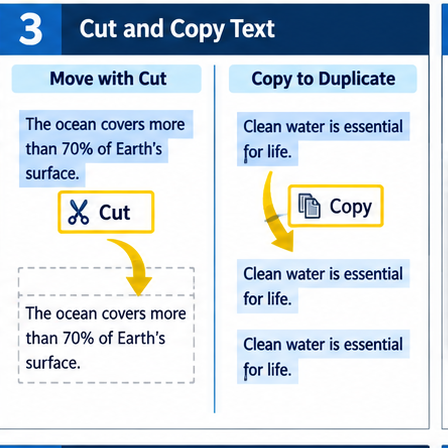 3 Cut and Copy Text
Move with Cut
The ocean covers more
than 70% of Earth's
surface.
Cut
The ocean covers more
than 70% of Earth's
surface.
Copy to Duplicate
Clean water is essential
for life.
Copy
Clean water is essential
for life.
Clean water is essential
for life.